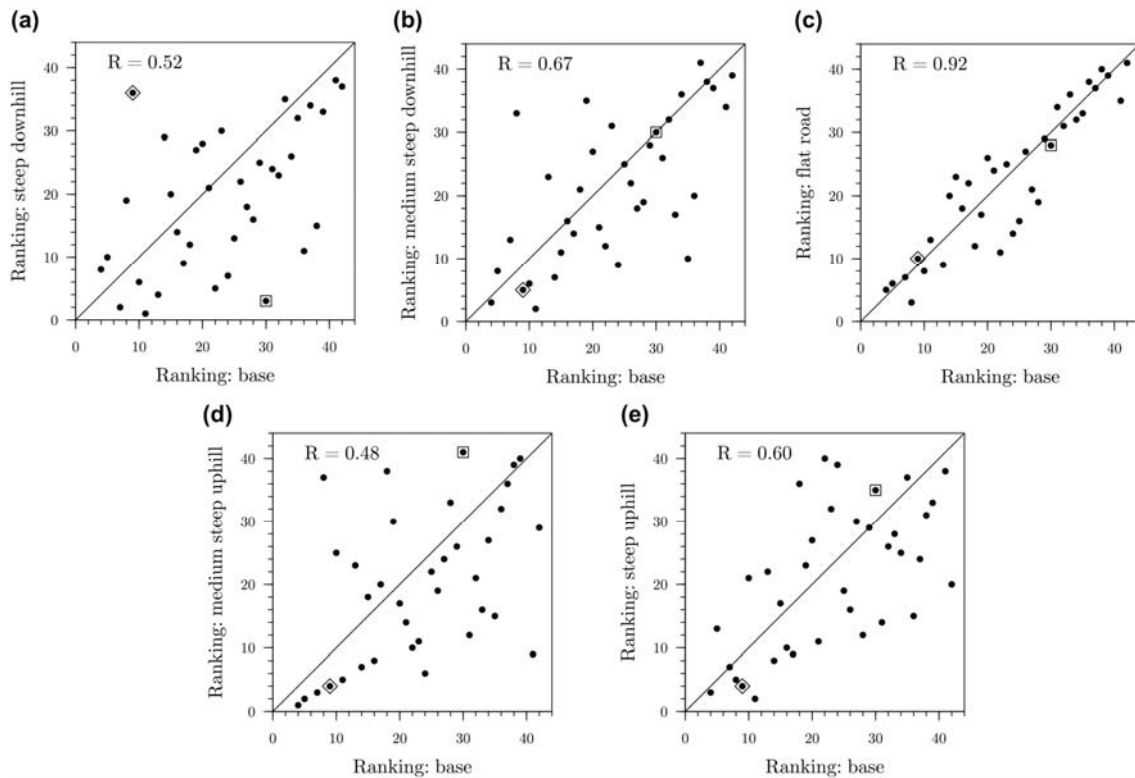 (a)
R = 0.52
Ranking: steep downhill
40
30
20
10
0
0 10 20 30 40
Ranking: base
(b)
R = 0.67
Ranking: medium steep downhill
40
30
20
10
0
0 10 20 30 40
Ranking: base
(c)
R = 0.92
Ranking: flat road
40
30
20
10
0
0 10 20 30 40
Ranking: base
(d)
R = 0.48
Ranking: medium steep uphill
40
30
20
10
0
0 10 20 30 40
Ranking: base
(e)
R = 0.60
Ranking: steep uphill
40
30
20
10
0
0 10 20 30 40
Ranking: base